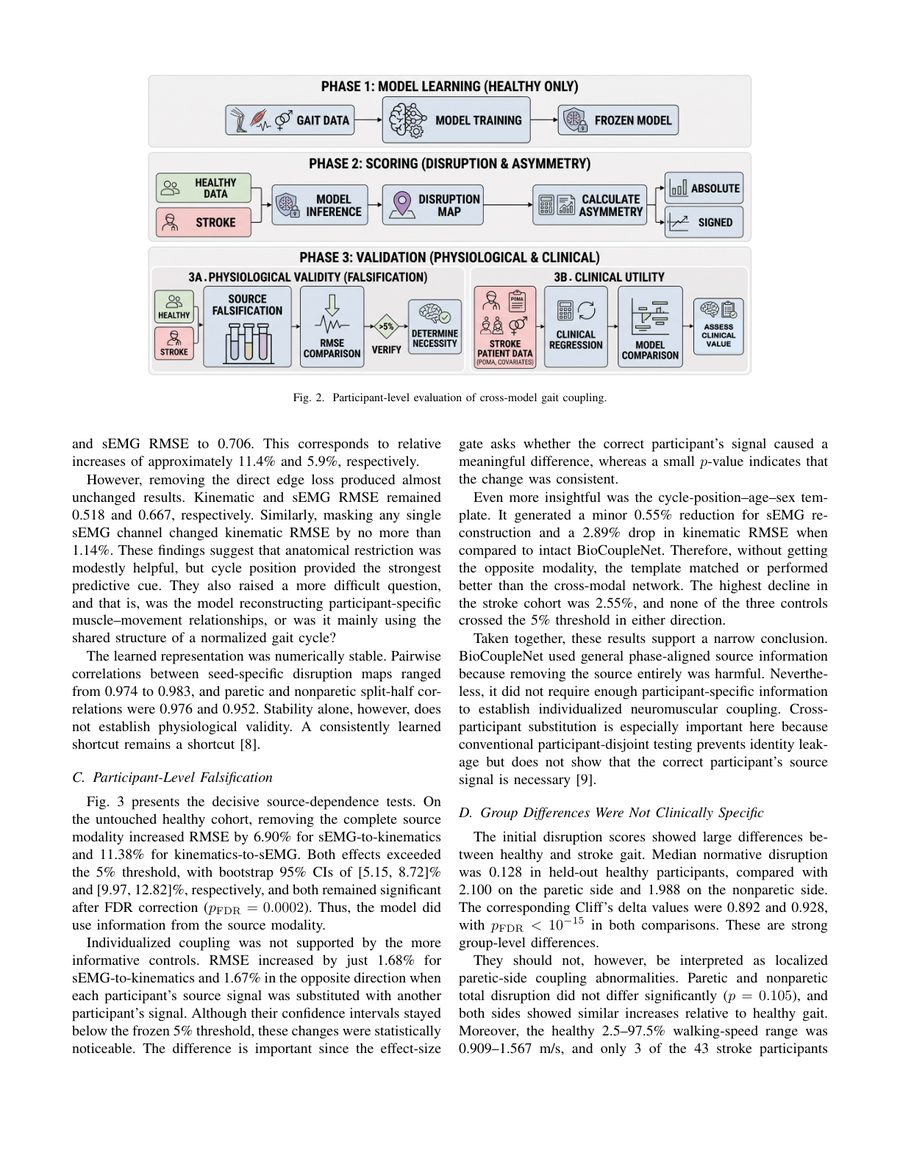 PHASE 1: MODEL LEARNING (HEALTHY ONLY)
GAIT DATA
MODEL TRAINING
FROZEN MODEL
PHASE 2: SCORING (DISRUPTION & ASYMMETRY)
HEALTHY
DATA
STROKE
MODEL
INFERENCE
DISRUPTION
MAP
CALCULATE
ASYMMETRY
ABSOLUTE
SIGNED
PHASE 3: VALIDATION (PHYSIOLOGICAL & CLINICAL)
3A. PHYSIOLOGICAL VALIDITY (FALSIFICATION)
HEALTHY
STROKE
SOURCE
FALSIFICATION
RMSE
COMPARISON
>5%
VERIFY
DETERMINE
NECESSITY
3B. CLINICAL UTILITY
POMA
STROKE
PATIENT DATA
(POMA, COVARIATES)
CLINICAL
REGRESSION
MODEL
COMPARISON
ASSESS
CLINICAL
VALUE
Fig. 2. Participant-level evaluation of cross-model gait coupling.
and sEMG RMSE to 0.706. This corresponds to relative
increases of approximately 11.4% and 5.9%, respectively.
However, removing the direct edge loss produced almost
unchanged results. Kinematic and sEMG RMSE remained
0.518 and 0.667, respectively. Similarly, masking any single
sEMG channel changed kinematic RMSE by no more than
1.14%. These findings suggest that anatomical restriction was
modestly helpful, but cycle position provided the strongest
predictive cue. They also raised a more difficult question,
and that is, was the model reconstructing participant-specific
muscle–movement relationships, or was it mainly using the
shared structure of a normalized gait cycle?
The learned representation was numerically stable. Pairwise
correlations between seed-specific disruption maps ranged
from 0.974 to 0.983, and paretic and nonparetic split-half cor-
relations were 0.976 and 0.952. Stability alone, however, does
not establish physiological validity. A consistently learned
shortcut remains a shortcut [8].
C. Participant-Level Falsification
Fig. 3 presents the decisive source-dependence tests. On
the untouched healthy cohort, removing the complete source
modality increased RMSE by 6.90% for sEMG-to-kinematics
and 11.38% for kinematics-to-sEMG. Both effects exceeded
the 5% threshold, with bootstrap 95% CIs of [5.15, 8.72]%
and [9.97, 12.82]%, respectively, and both remained significant
after FDR correction (pFDR = 0.0002). Thus, the model did
use information from the source modality.
Individualized coupling was not supported by the more
informative controls. RMSE increased by just 1.68% for
sEMG-to-kinematics and 1.67% in the opposite direction when
each participant's source signal was substituted with another
participant's signal. Although their confidence intervals stayed
below the frozen 5% threshold, these changes were statistically
noticeable. The difference is important since the effect-size
gate asks whether the correct participant's signal caused a
meaningful difference, whereas a small p-value indicates that
the change was consistent.
Even more insightful was the cycle-position–age–sex tem-
plate. It generated a minor 0.55% reduction for sEMG re-
construction and a 2.89% drop in kinematic RMSE when
compared to intact BioCoupleNet. Therefore, without getting
the opposite modality, the template matched or performed
better than the cross-modal network. The highest decline in
the stroke cohort was 2.55%, and none of the three controls
crossed the 5% threshold in either direction.
Taken together, these results support a narrow conclusion.
BioCoupleNet used general phase-aligned source information
because removing the source entirely was harmful. Neverthe-
less, it did not require enough participant-specific information
to establish individualized neuromuscular coupling. Cross-
participant substitution is especially important here because
conventional participant-disjoint testing prevents identity leak-
age but does not show that the correct participant's source
signal is necessary [9].
D. Group Differences Were Not Clinically Specific
The initial disruption scores showed large differences be-
tween healthy and stroke gait. Median normative disruption
was 0.128 in held-out healthy participants, compared with
2.100 on the paretic side and 1.988 on the nonparetic side.
The corresponding Cliff's delta values were 0.892 and 0.928,
with pFDR < 10−15 in both comparisons. These are strong
group-level differences.
They should not, however, be interpreted as localized
paretic-side coupling abnormalities. Paretic and nonparetic
total disruption did not differ significantly (p = 0.105), and
both sides showed similar increases relative to healthy gait.
Moreover, the healthy 2.5–97.5% walking-speed range was
0.909–1.567 m/s, and only 3 of the 43 stroke participants